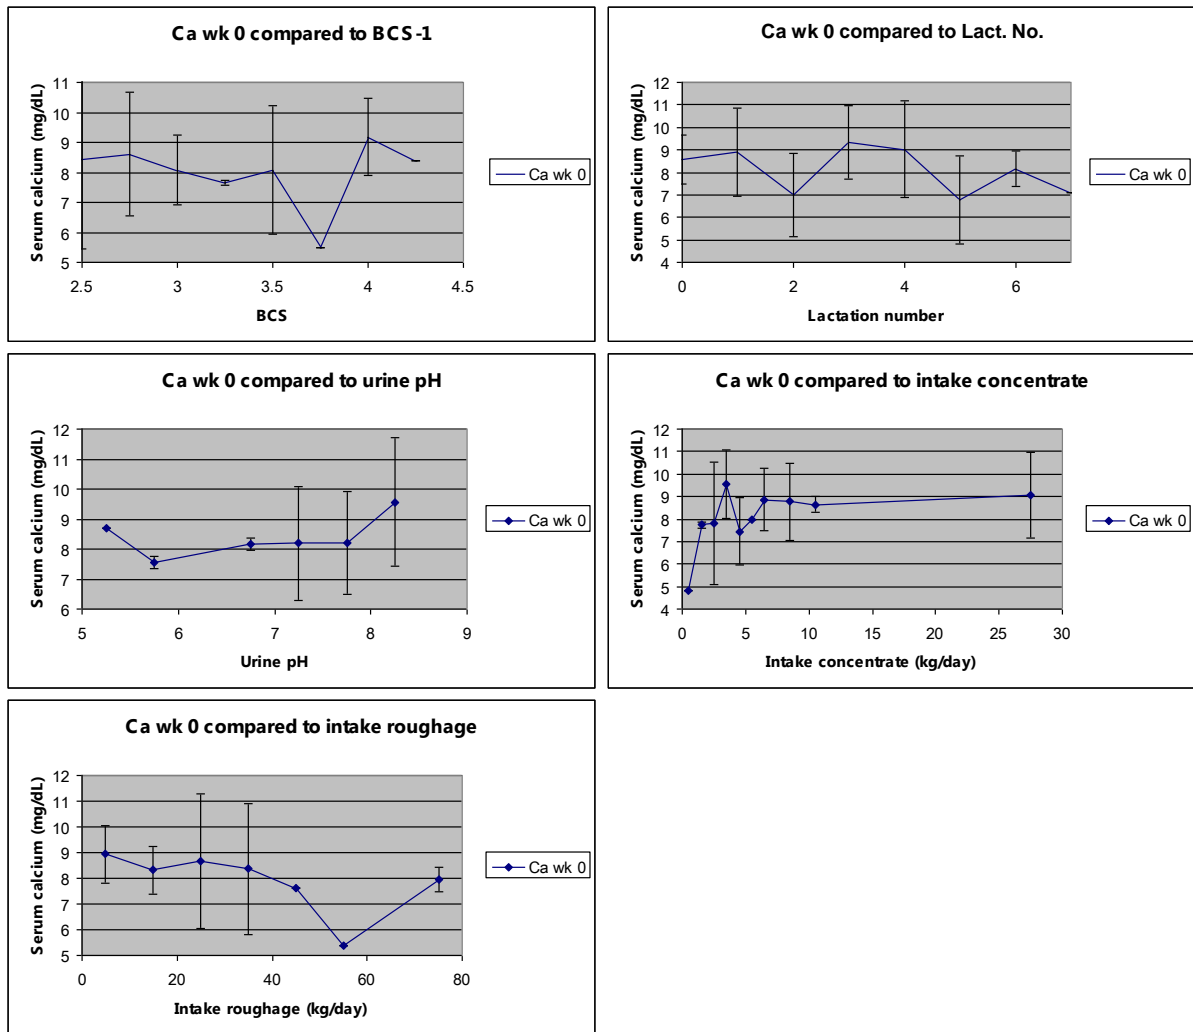 Ca wk 0 compared to BCS-1
Serum calcium (mg/dL)
11
10
9
8
7
6
5
2.5 3 3.5 4 4.5
BCS
Ca wk 0
Ca wk 0 compared to Lact. No.
Serum calcium (mg/dL)
12
11
10
9
8
7
6
5
4
0 2 4 6
Lactation number
Ca wk 0
Ca wk 0 compared to urine pH
Serum calcium (mg/dL)
12
11
10
9
8
7
6
5 6 7 8 9
Urine pH
Ca wk 0
Ca wk 0 compared to intake concentrate
Serum calcium (mg/dL)
12
11
10
9
8
7
6
5
4
0 5 10 15 20 25 30
Intake concentrate (kg/day)
Ca wk 0
Ca wk 0 compared to intake roughage
Serum calcium (mg/dL)
12
11
10
9
8
7
6
5
0 20 40 60 80
Intake roughage (kg/day)
Ca wk 0